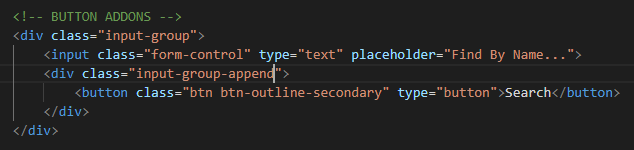 <!-- BUTTON ADDONS -->
<div class="input-group">
<input class="form-control" type="text" placeholder="Find By Name...">
<div class="input-group-append">
<button class="btn btn-outline-secondary" type="button">Search</button>
</div>
</div>